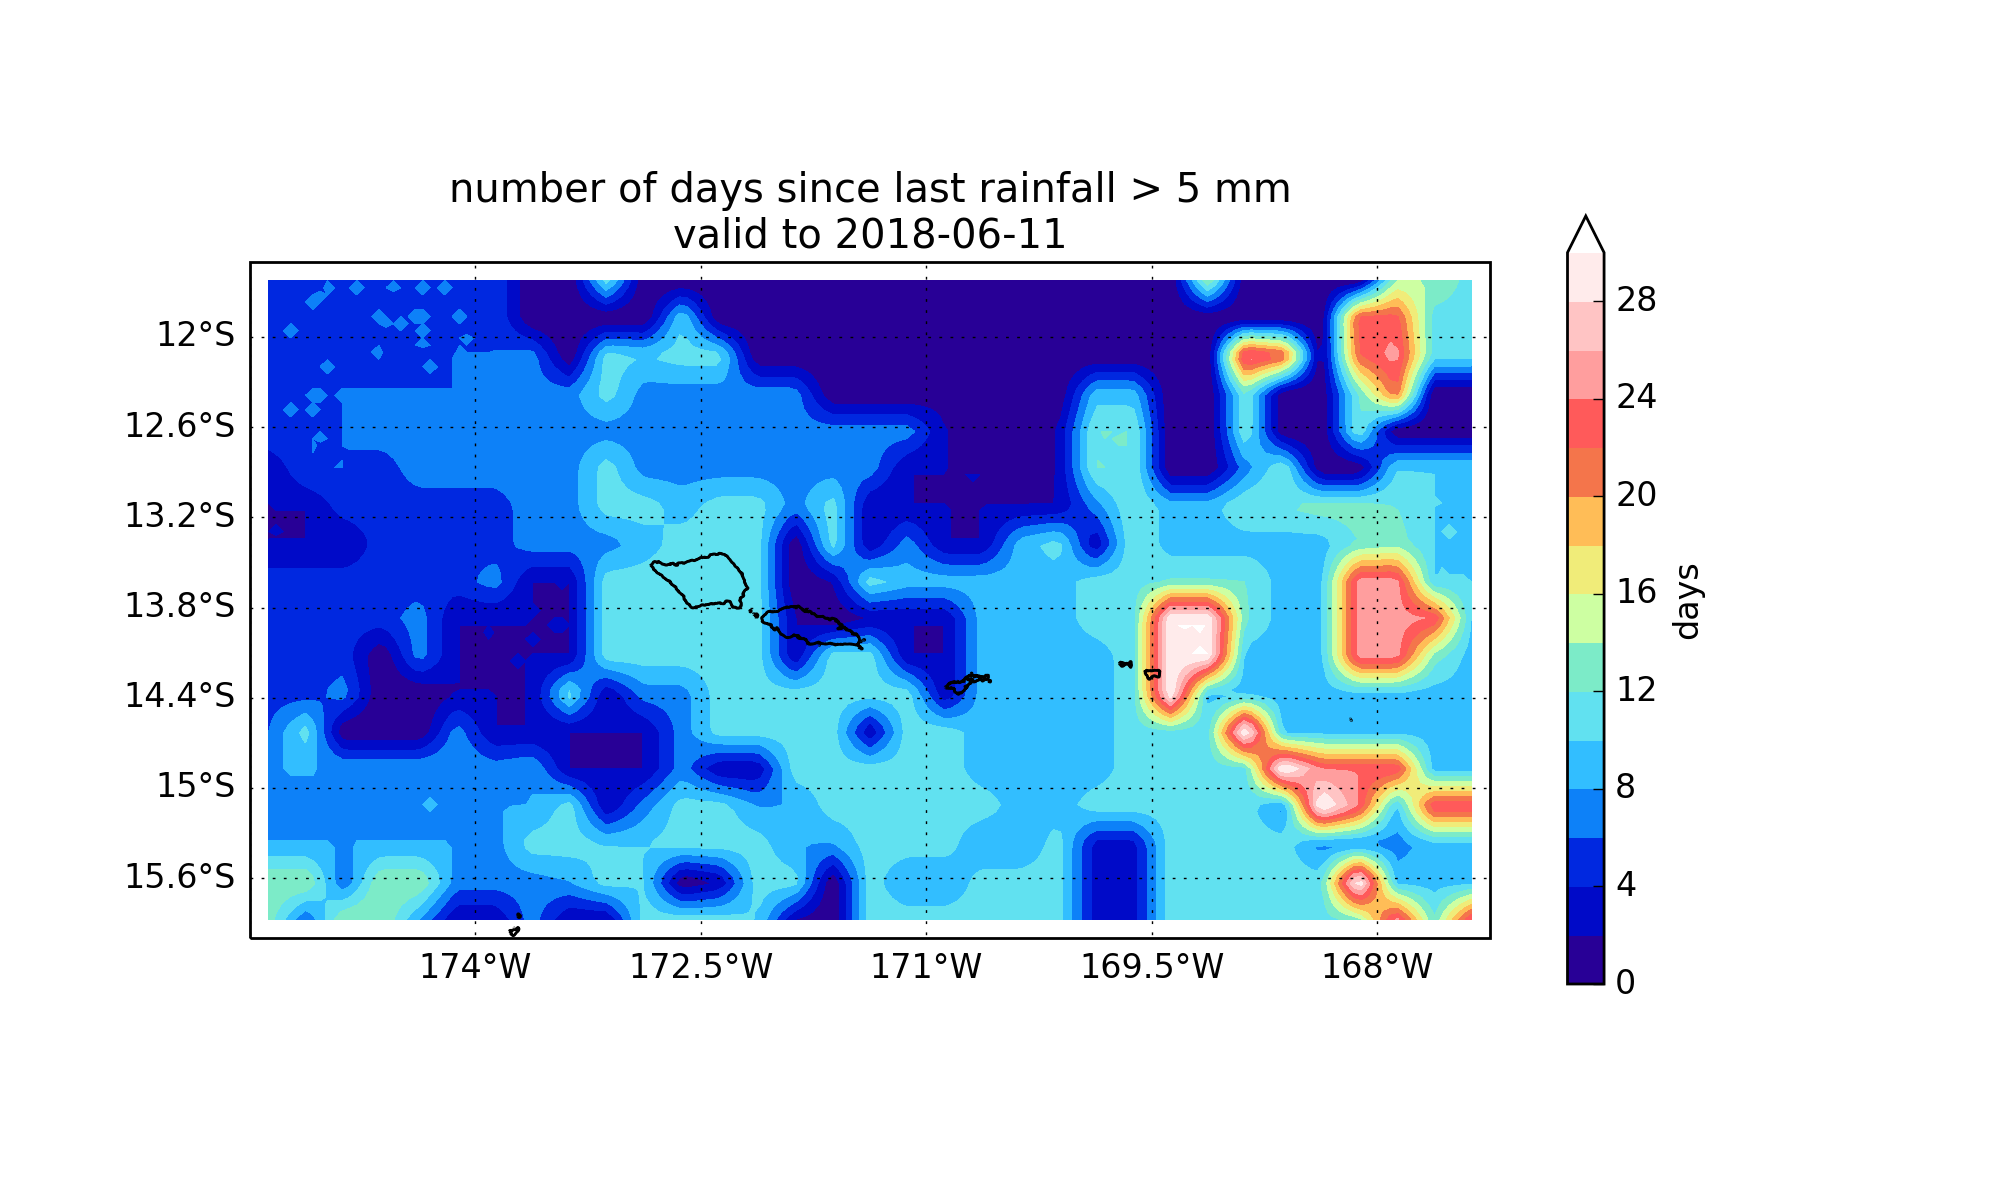 number of days since last rainfall > 5 mm
valid to 2018-06-11
12°S
12.6°S
13.2°S
13.8°S
14.4°S
15°S
15.6°S
174°W 172.5°W 171°W 169.5°W 168°W
28
24
20
16
12
8
4
0
days